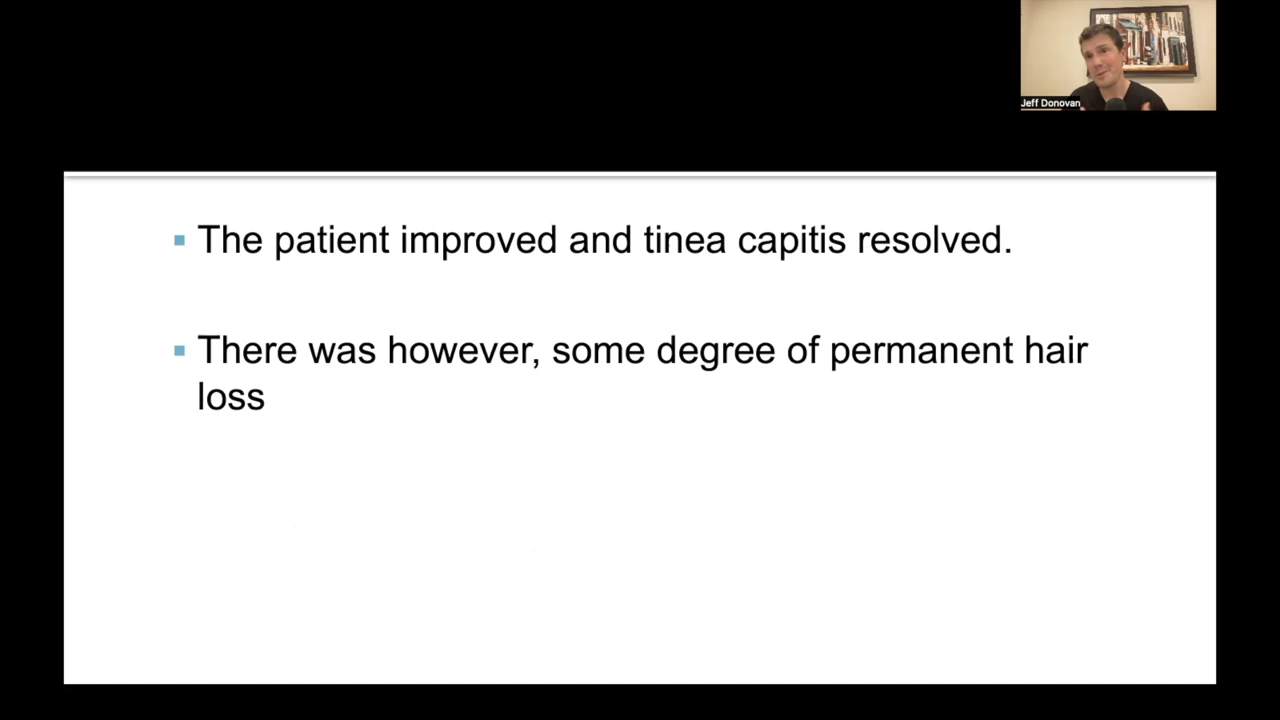 Jeff Donovan
▪ The patient improved and tinea capitis resolved.
▪ There was however, some degree of permanent hair
loss